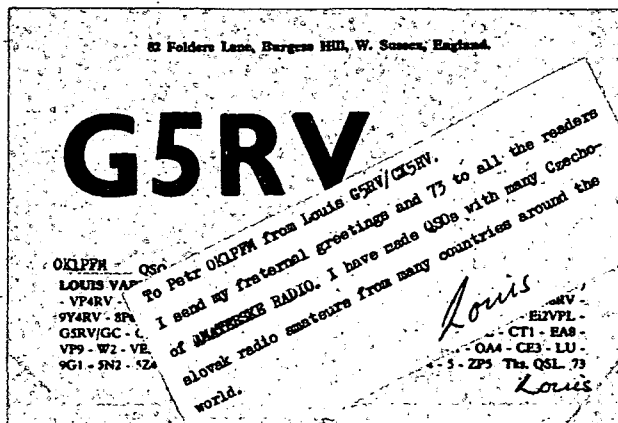 82 Folders Lane, Burgess Hill, W. Sussex, England.
G5RV
To Petr OK1PFM from Louis G5RV/CX5RV.
I send my fraternal greetings and 73 to all the readers
of AMATERSKE RADIO. I have made QSOs with many Czecho-
slovak radio amateurs from many countries around the
world.
Louis
OK1PFM QSO
LOUIS
- VP4RV
9Y4RV -
G5RV/GC -
VP9 - W2 - VE
9G1 - 5N2 -
EI2VPL -
- CT1 - EA8 -
OA4 - CE3 - LU -
- 5 - ZP5 Tks. QSL. 73
Louis